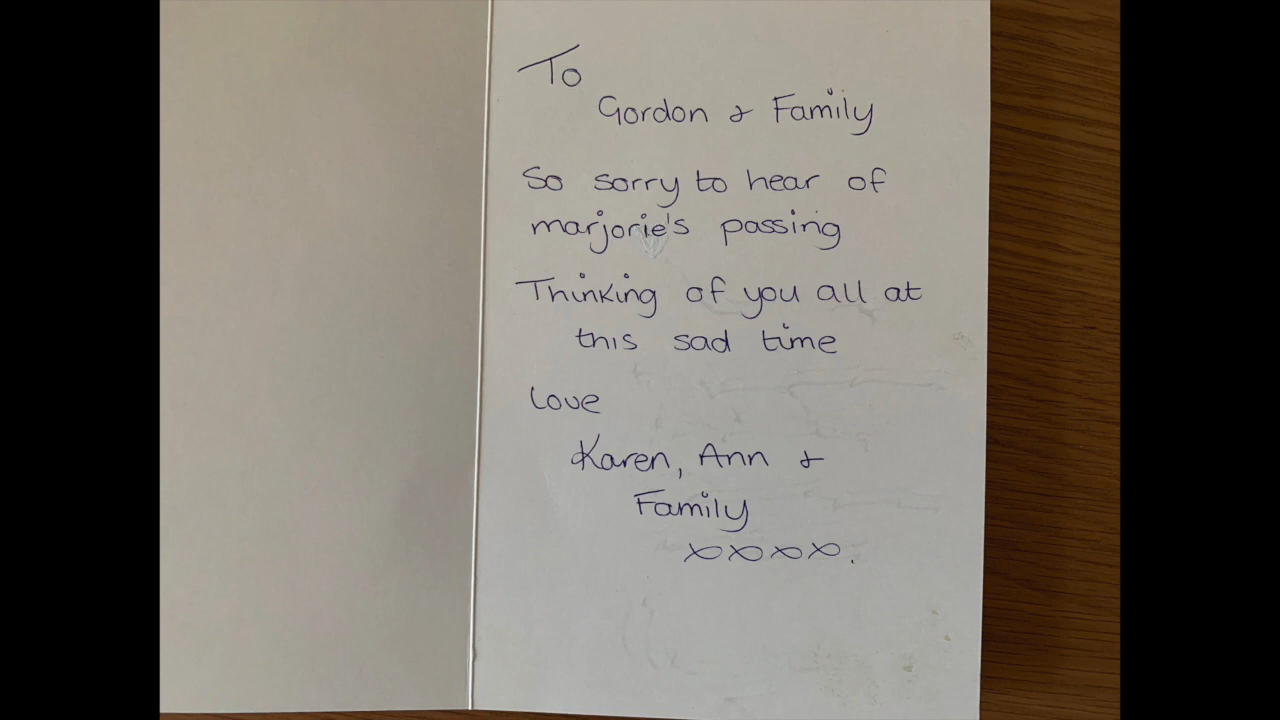 To
Gordon & Family
So sorry to hear of
marjorie's passing
Thinking of you all at
this sad time
Love
Karen, Ann &
Family
xxxx.